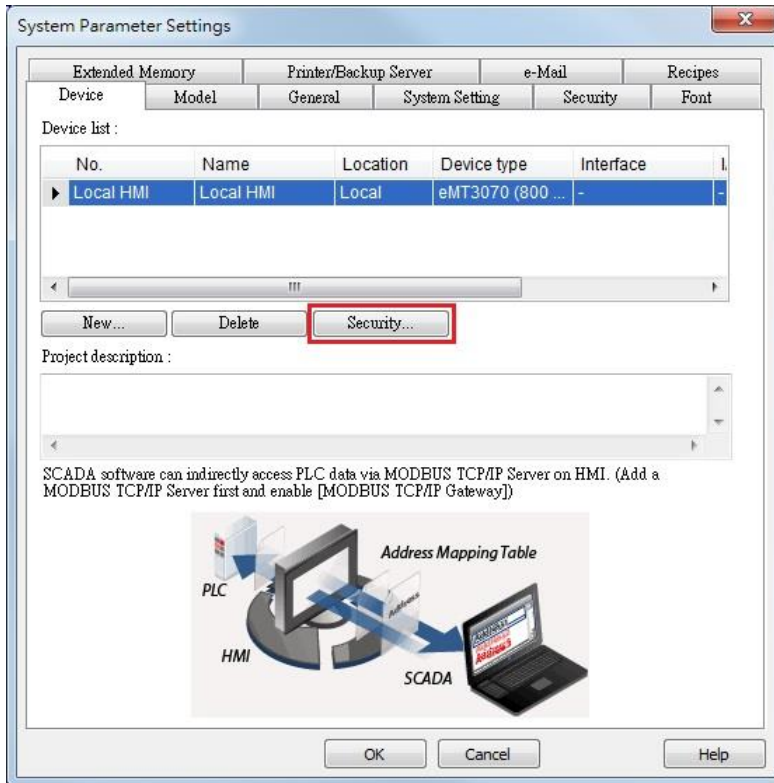 System Parameter Settings
Extended Memory Printer/Backup Server e-Mail Recipes
Device Model General System Setting Security Font
Device list :
No. Name Location Device type Interface
Local HMI Local HMI Local eMT3070 (800 ... - -
New... Delete Security...
Project description :
SCADA software can indirectly access PLC data via MODBUS TCP/IP Server on HMI. (Add a
MODBUS TCP/IP Server first and enable [MODBUS TCP/IP Gateway])
Address Mapping Table
PLC
Address
HMI
SCADA
OK Cancel Help